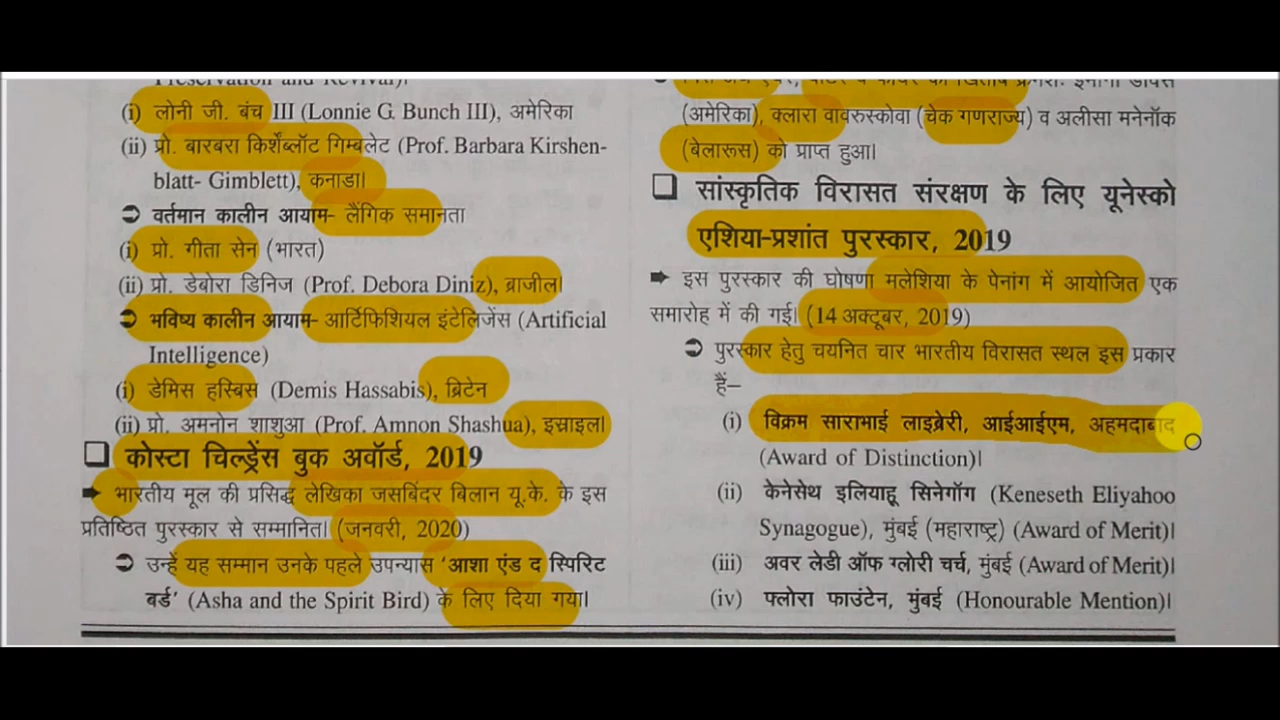 Preservation and Revival)।
(i) लोनी जी. बंच III (Lonnie G. Bunch III), अमेरिका
(ii) प्रो. बारबरा किर्शेंब्लॉट गिम्बलेट (Prof. Barbara Kirshen-
blatt- Gimblett), कनाडा।
➲ वर्तमान कालीन आयाम- लैंगिक समानता
(i) प्रो. गीता सेन (भारत)
(ii) प्रो. डेबोरा डिनिज (Prof. Debora Diniz), ब्राजील।
➲ भविष्य कालीन आयाम- आर्टिफिशियल इंटेलिजेंस (Artificial
Intelligence)
(i) डेमिस हस्बिस (Demis Hassabis), ब्रिटेन
(ii) प्रो. अमनोन शाशुआ (Prof. Amnon Shashua), इस्राइल।
❑ कोस्टा चिल्ड्रेंस बुक अवॉर्ड, 2019
➨ भारतीय मूल की प्रसिद्ध लेखिका जसबिंदर बिलान यू.के. के इस
प्रतिष्ठित पुरस्कार से सम्मानित। (जनवरी, 2020)
➲ उन्हें यह सम्मान उनके पहले उपन्यास 'आशा एंड द स्पिरिट
बर्ड' (Asha and the Spirit Bird) के लिए दिया गया।
(अमेरिका), क्लारा वावरुस्कोवा (चेक गणराज्य) व अलीसा मनेनॉक
(बेलारूस) को प्राप्त हुआ।
❑ सांस्कृतिक विरासत संरक्षण के लिए यूनेस्को
एशिया-प्रशांत पुरस्कार, 2019
➨ इस पुरस्कार की घोषणा मलेशिया के पेनांग में आयोजित एक
समारोह में की गई। (14 अक्टूबर, 2019)
➲ पुरस्कार हेतु चयनित चार भारतीय विरासत स्थल इस प्रकार
हैं–
(i) विक्रम साराभाई लाइब्रेरी, आईआईएम, अहमदाबाद
(Award of Distinction)।
(ii) केनेसेथ इलियाहू सिनेगॉग (Keneseth Eliyahoo
Synagogue), मुंबई (महाराष्ट्र) (Award of Merit)।
(iii) अवर लेडी ऑफ ग्लोरी चर्च, मुंबई (Award of Merit)।
(iv) फ्लोरा फाउंटेन, मुंबई (Honourable Mention)।